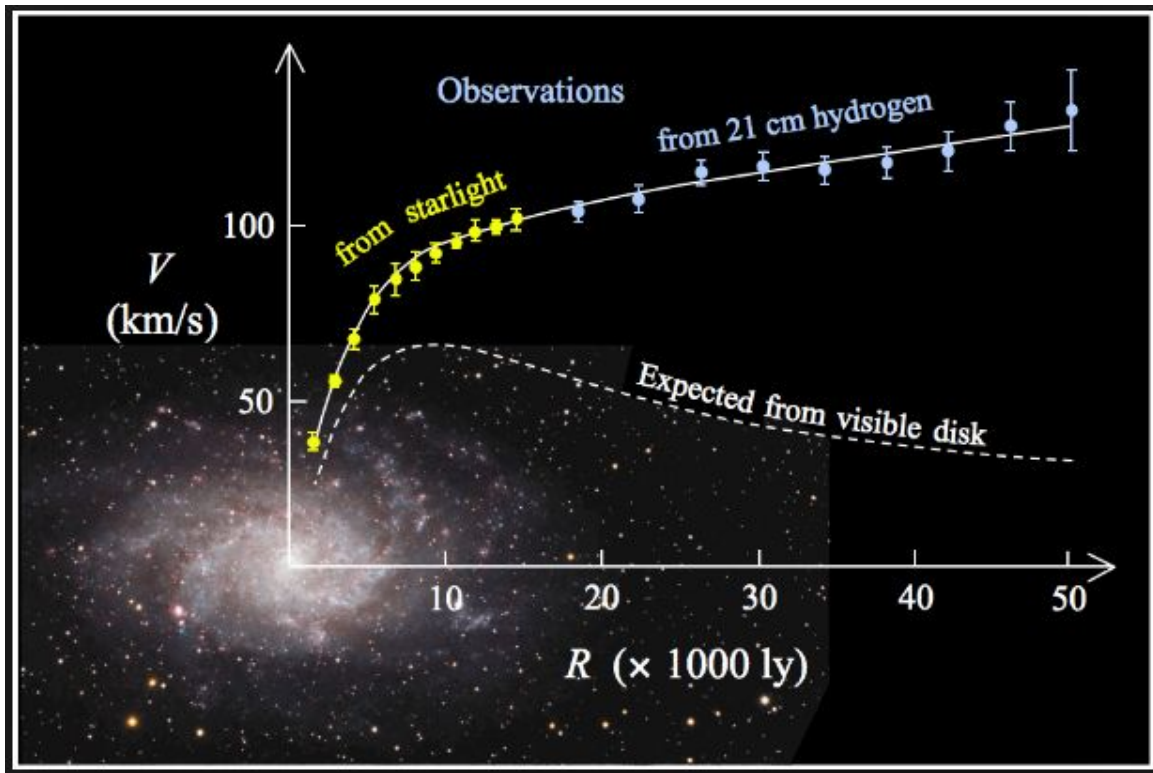 Observations
from 21 cm hydrogen
from starlight
100
V
(km/s)
50
Expected from visible disk
10 20 30 40 50
R (× 1000 ly)